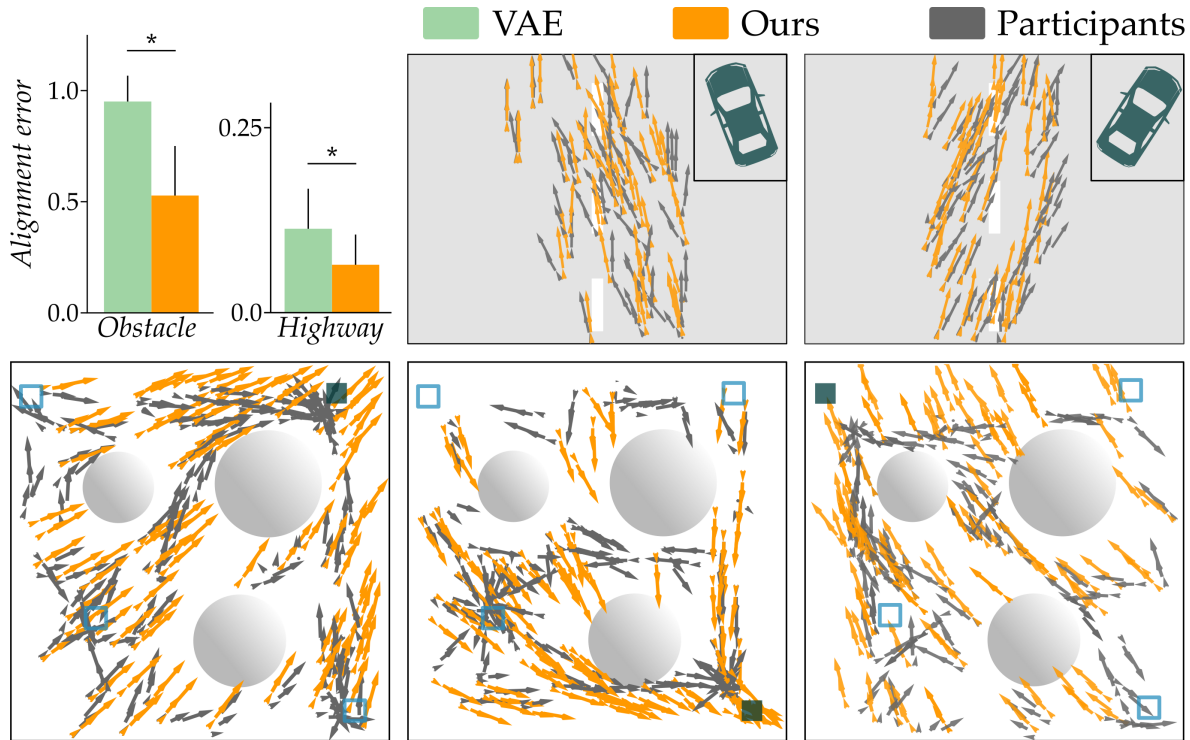 VAE
Ours
Participants
Alignment error
1.0
0.5
0.0
*
Obstacle
0.25
0.0
*
Highway